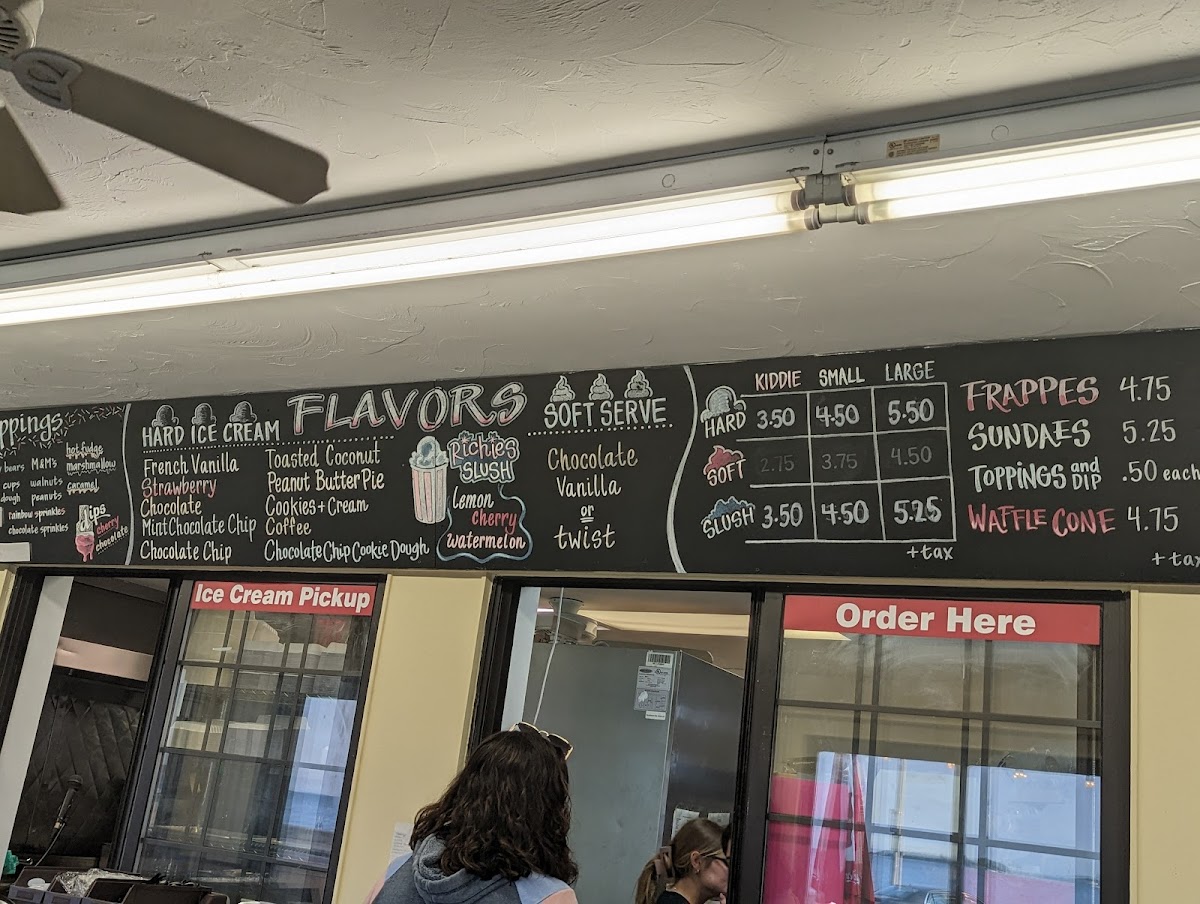 ppings
bears M&M's
cups walnuts
dough peanuts
rainbow sprinkles
chocolate sprinkles
hot fudge
marshmallow
caramel
dips
cherry
chocolate
FLAVORS
HARD ICE CREAM
French Vanilla
Strawberry
Chocolate
Mint Chocolate Chip
Chocolate Chip
Toasted Coconut
Peanut Butter Pie
Cookies + Cream
Coffee
Chocolate Chip Cookie Dough
Richie's
SLUSH
Lemon
cherry
watermelon
SOFT SERVE
Chocolate
Vanilla
or
twist
KIDDIE SMALL LARGE
HARD 3.50 4.50 5.50
SOFT 2.75 3.75 4.50
SLUSH 3.50 4.50 5.25
+tax
FRAPPES 4.75
SUNDAES 5.25
TOPPINGS and DIP .50 each
WAFFLE CONE 4.75
+tax
Ice Cream Pickup
Order Here